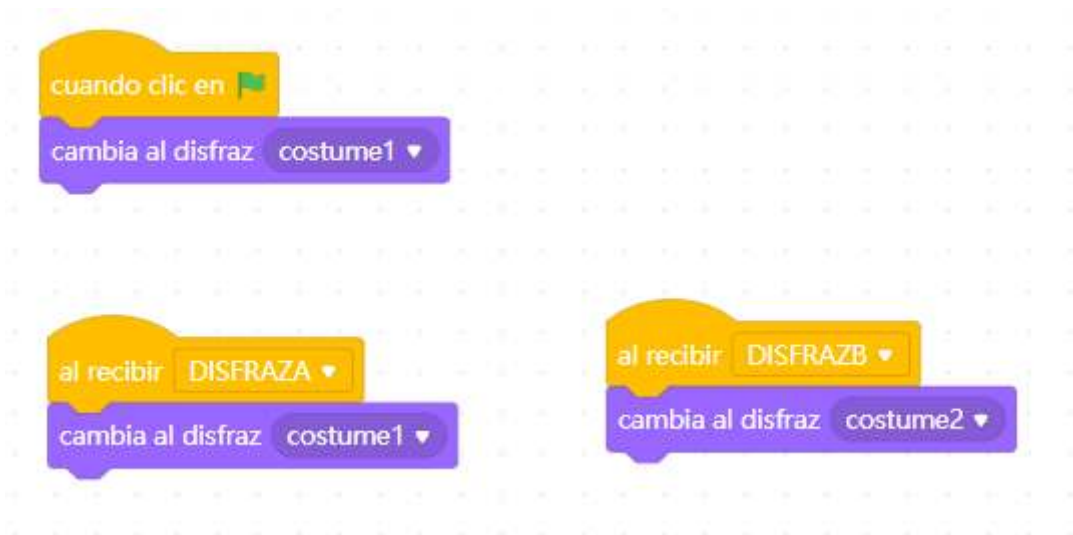 cuando clic en
cambia al disfraz costume1
al recibir DISFRAZA
cambia al disfraz costume1
al recibir DISFRAZB
cambia al disfraz costume2